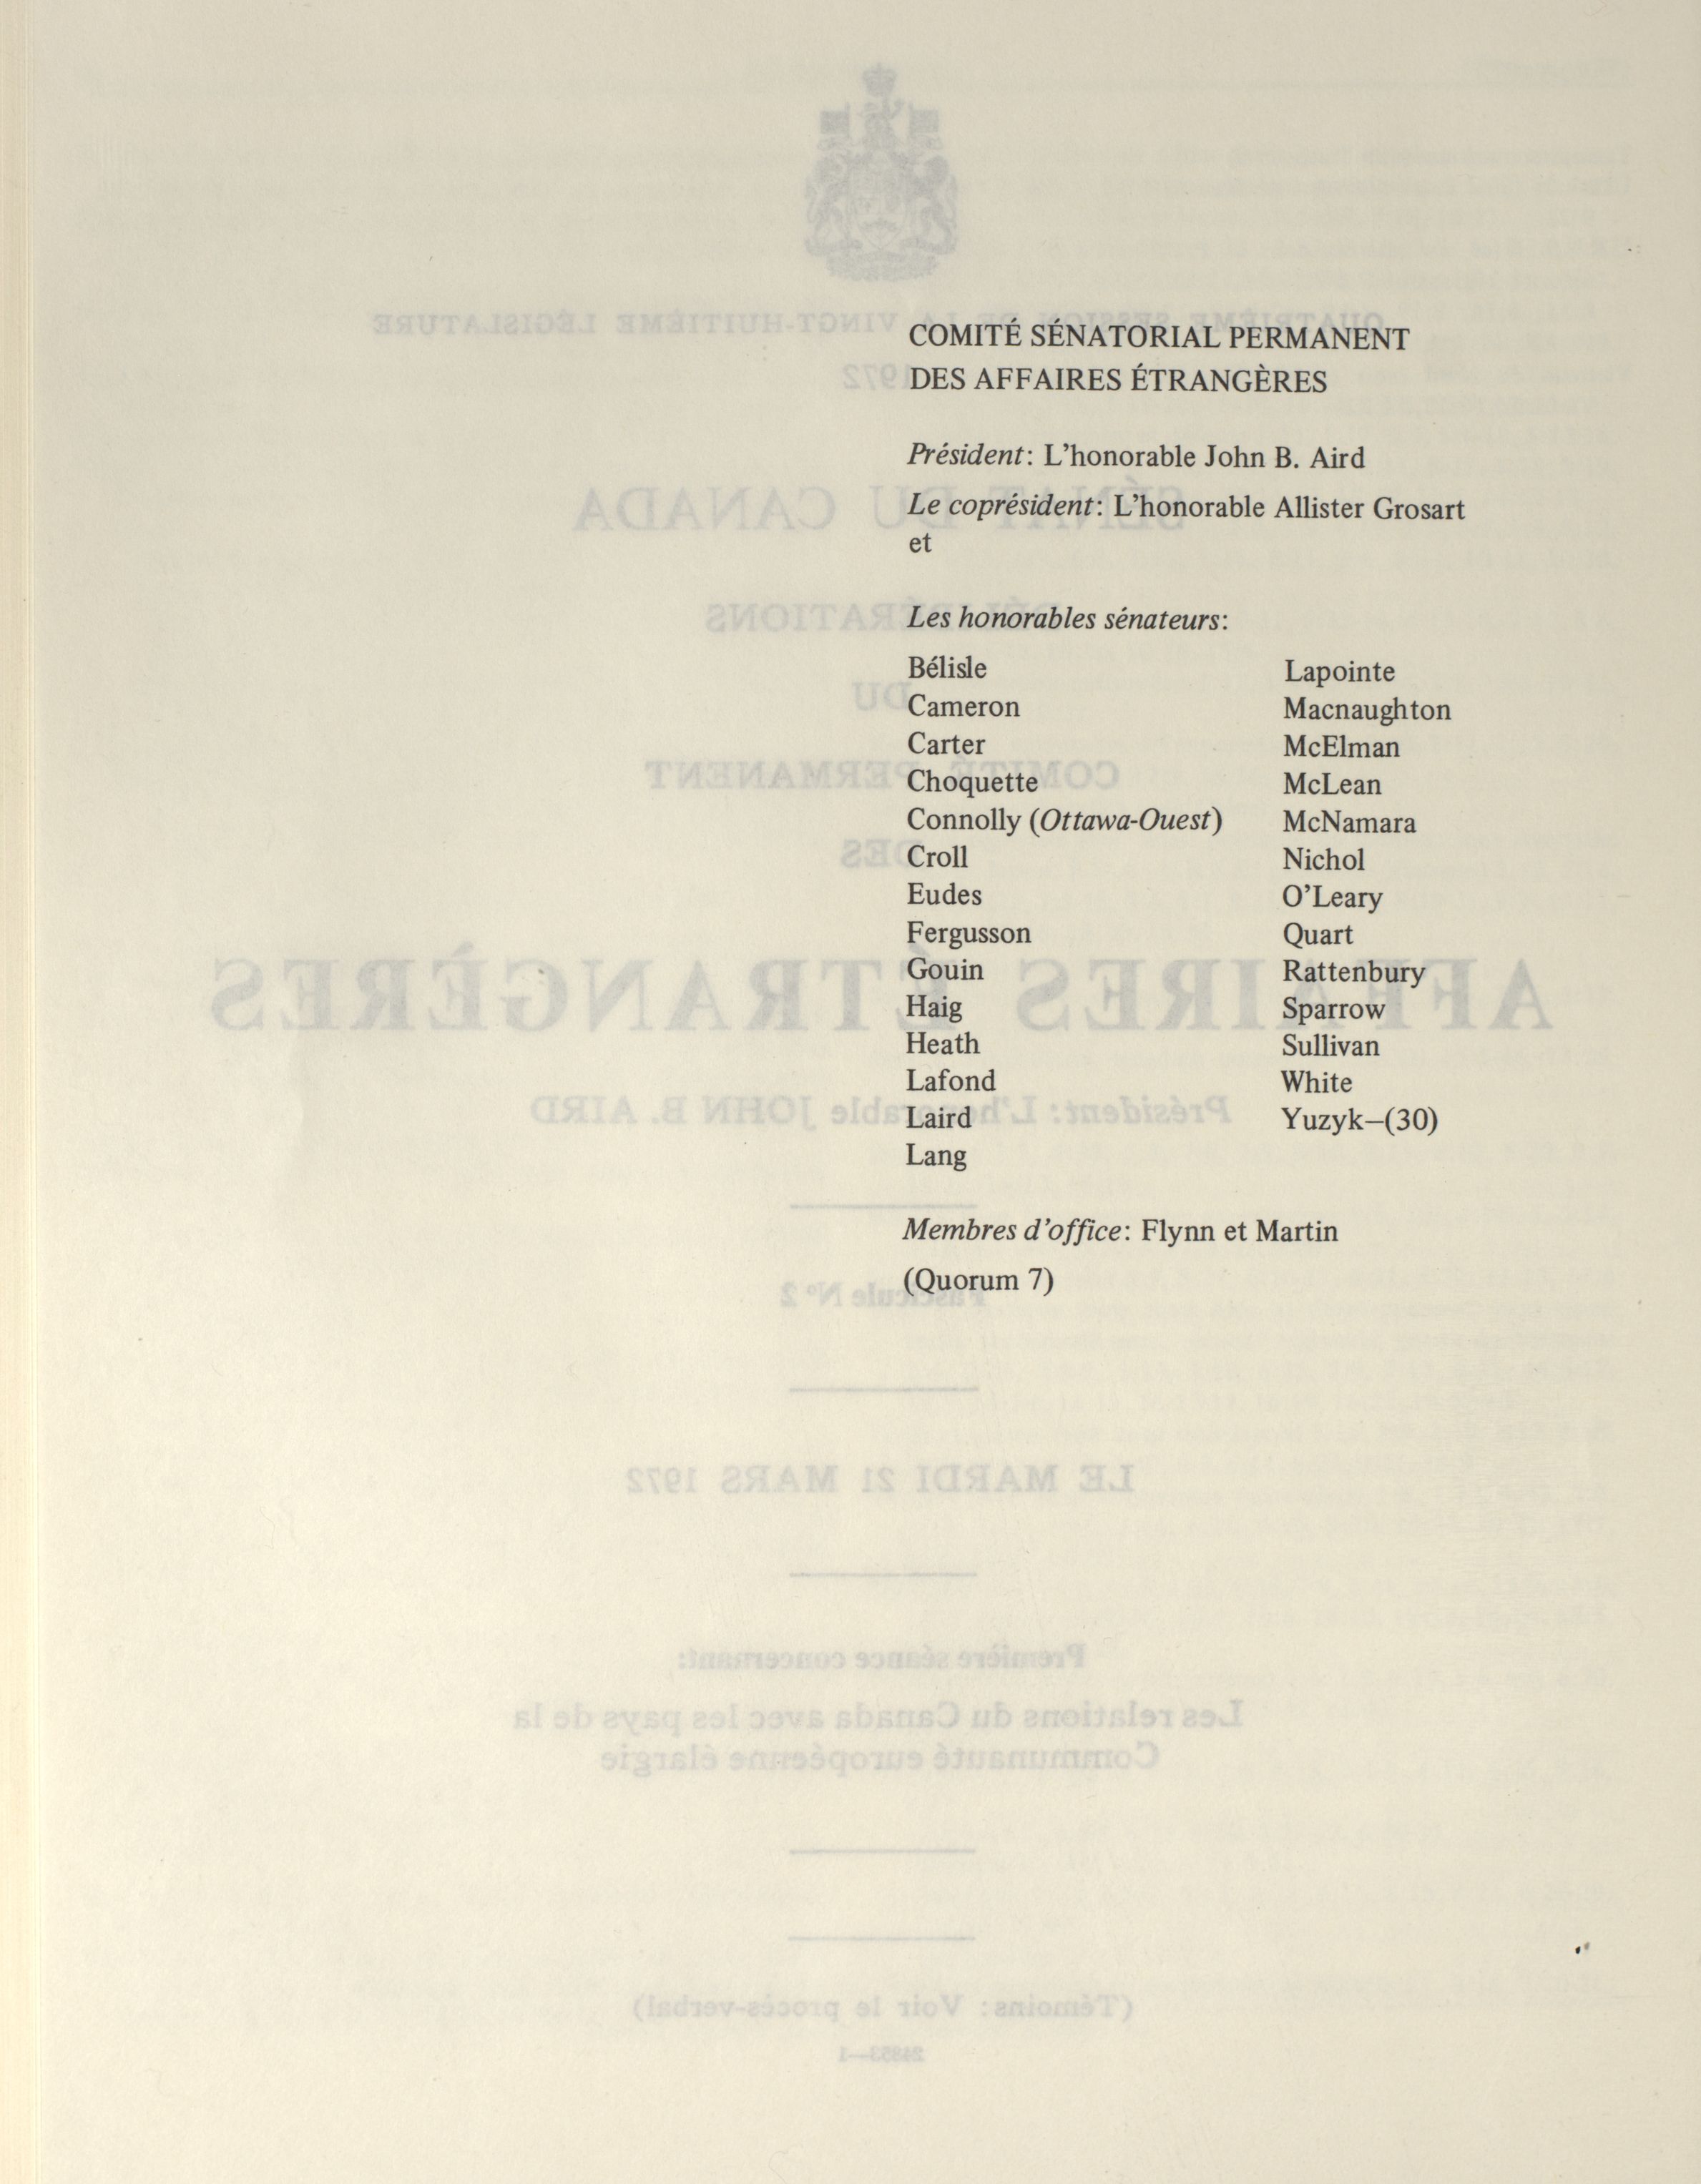 COMITÉ SÉNATORIAL PERMANENT
DES AFFAIRES ÉTRANGÈRES
Président: L'honorable John B. Aird
Le coprésident: L'honorable Allister Grosart
et
Les honorables sénateurs:
Bélisle
Cameron
Carter
Choquette
Connolly (Ottawa-Ouest)
Croll
Eudes
Fergusson
Gouin
Haig
Heath
Lafond
Laird
Lang
Lapointe
Macnaughton
McElman
McLean
McNamara
Nichol
O'Leary
Quart
Rattenbury
Sparrow
Sullivan
White
Yuzyk—(30)
Membres d'office: Flynn et Martin
(Quorum 7)